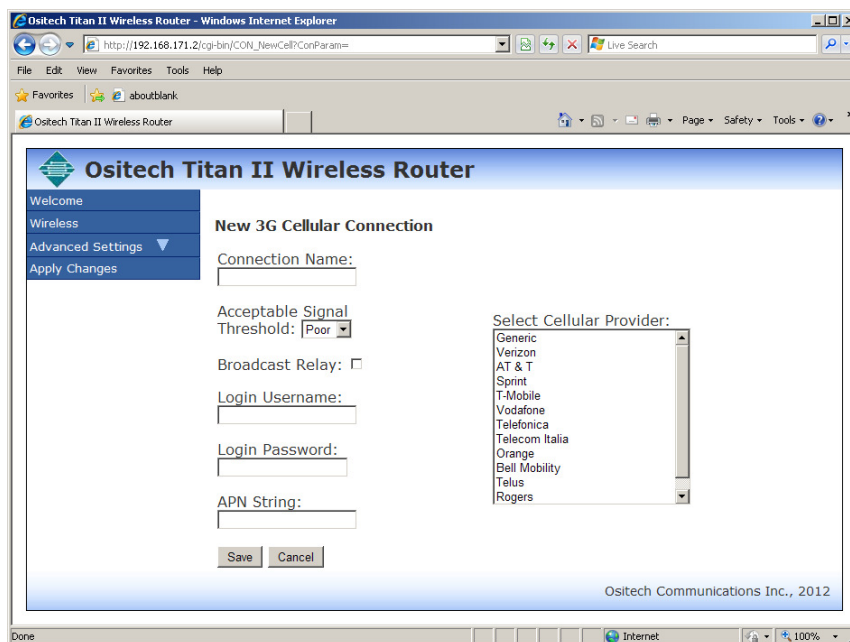 Ositech Titan II Wireless Router - Windows Internet Explorer
http://192.168.171.2/cgi-bin/CON_NewCell?ConParam=
Live Search
File Edit View Favorites Tools Help
Favorites aboutblank
Ositech Titan II Wireless Router
Page Safety Tools
Ositech Titan II Wireless Router
Welcome
Wireless
Advanced Settings
Apply Changes
New 3G Cellular Connection
Connection Name:
Acceptable Signal
Threshold: Poor
Broadcast Relay:
Login Username:
Login Password:
APN String:
Save Cancel
Select Cellular Provider:
Generic
Verizon
AT & T
Sprint
T-Mobile
Vodafone
Telefonica
Telecom Italia
Orange
Bell Mobility
Telus
Rogers
Ositech Communications Inc., 2012
Done
Internet
100%